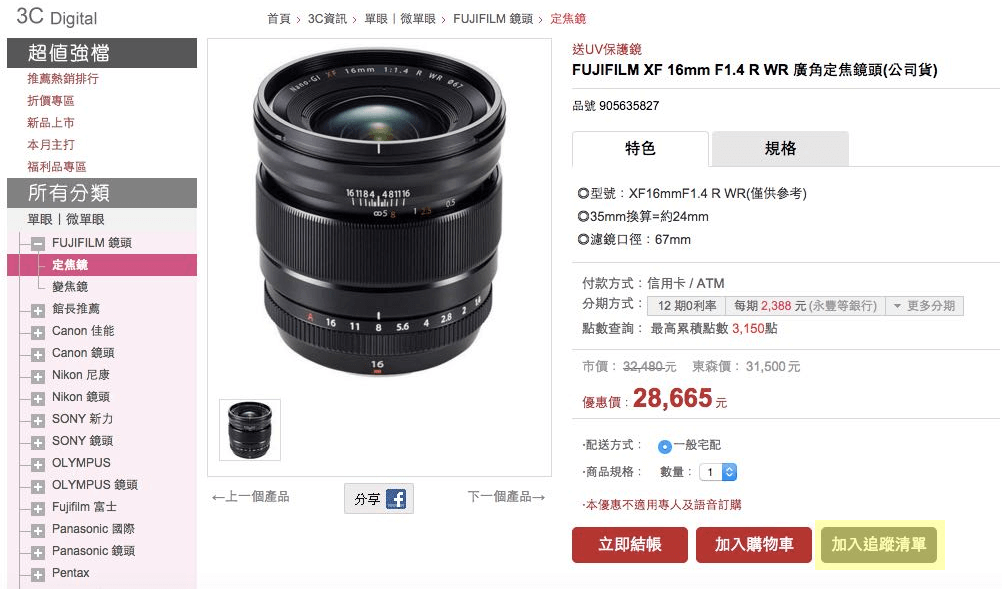 3C Digital
首頁 › 3C資訊 › 單眼 | 微單眼 › FUJIFILM 鏡頭 › 定焦鏡
超值強檔
推薦熱銷排行
折價專區
新品上市
本月主打
福利品專區
所有分類
單眼 | 微單眼
FUJIFILM 鏡頭
定焦鏡
變焦鏡
館長推薦
Canon 佳能
Canon 鏡頭
Nikon 尼康
Nikon 鏡頭
SONY 新力
SONY 鏡頭
OLYMPUS
OLYMPUS 鏡頭
Fujifilm 富士
Panasonic 國際
Panasonic 鏡頭
Pentax
Nano-GI XF 16mm 1:1.4 R WR ø67
16 11 8 4 4 8 11 16
∞ 5 8 1 2.5 0.5
A 16 11 8 5.6 4 2.8 2 1.4
16
←上一個產品
分享 f
下一個產品→
送UV保護鏡
FUJIFILM XF 16mm F1.4 R WR 廣角定焦鏡頭(公司貨)
品號 905635827
特色
規格
◎型號：XF16mmF1.4 R WR(僅供參考)
◎35mm換算=約24mm
◎濾鏡口徑：67mm
付款方式：信用卡 / ATM
分期方式： 12 期0利率 每期 2,388 元 (永豐等銀行) 更多分期
點數查詢： 最高累積點數 3,150點
市價： 32,480元 東森價： 31,500 元
優惠價：28,665元
·配送方式： 一般宅配
·商品規格： 數量： 1
·本優惠不適用專人及語音訂購
立即結帳
加入購物車
加入追蹤清單